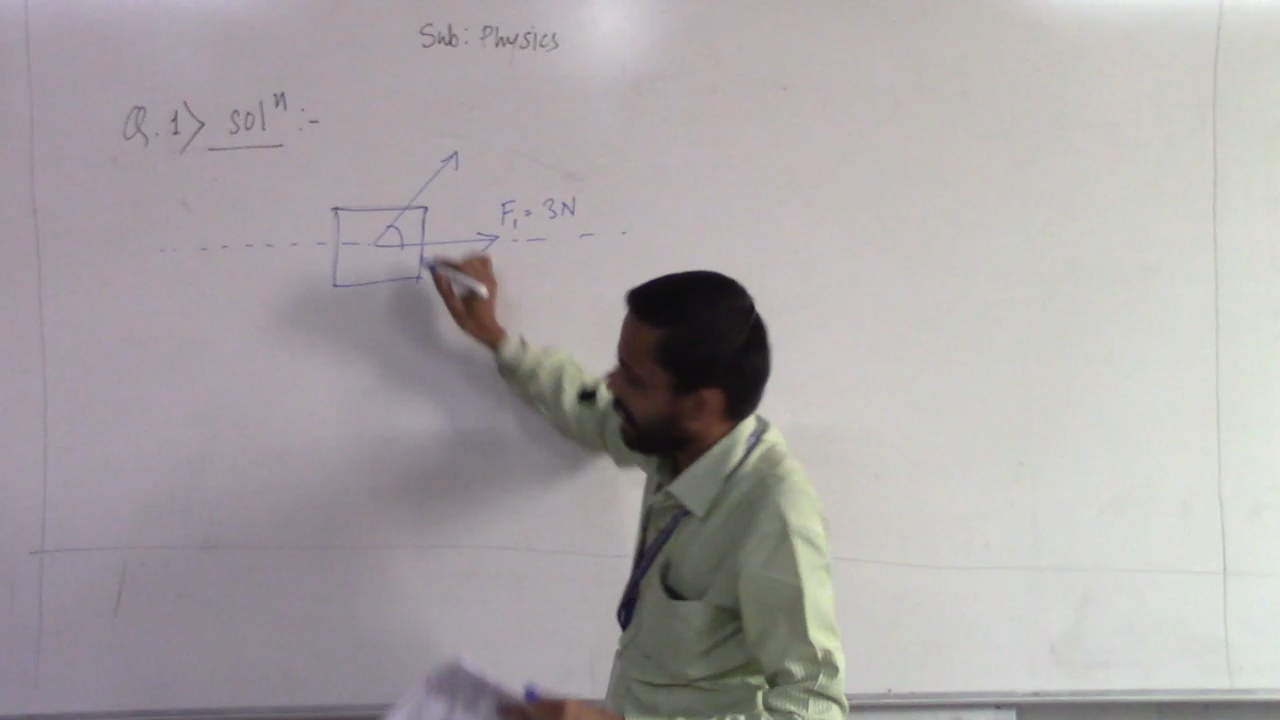 Sub: Physics
Q.1> solⁿ :-
F₁ = 3N